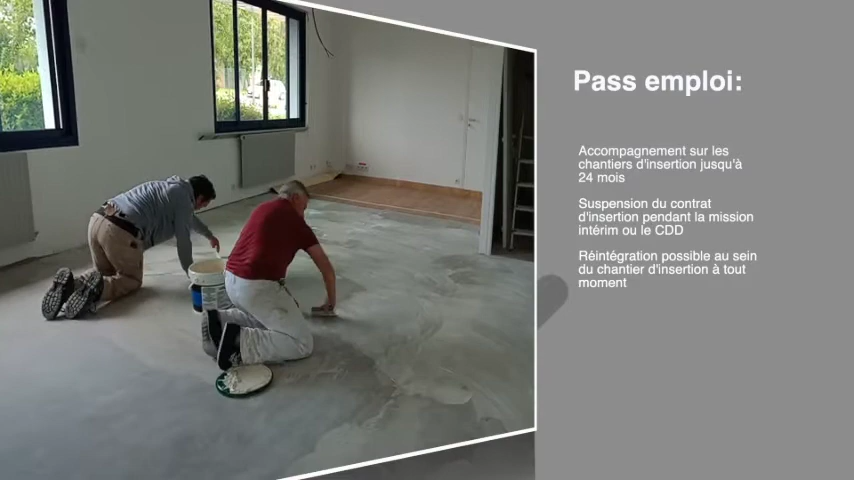 Pass emploi:
Accompagnement sur les
chantiers d'insertion jusqu'à
24 mois
Suspension du contrat
d'insertion pendant la mission
intérim ou le CDD
Réintégration possible au sein
du chantier d'insertion à tout
moment